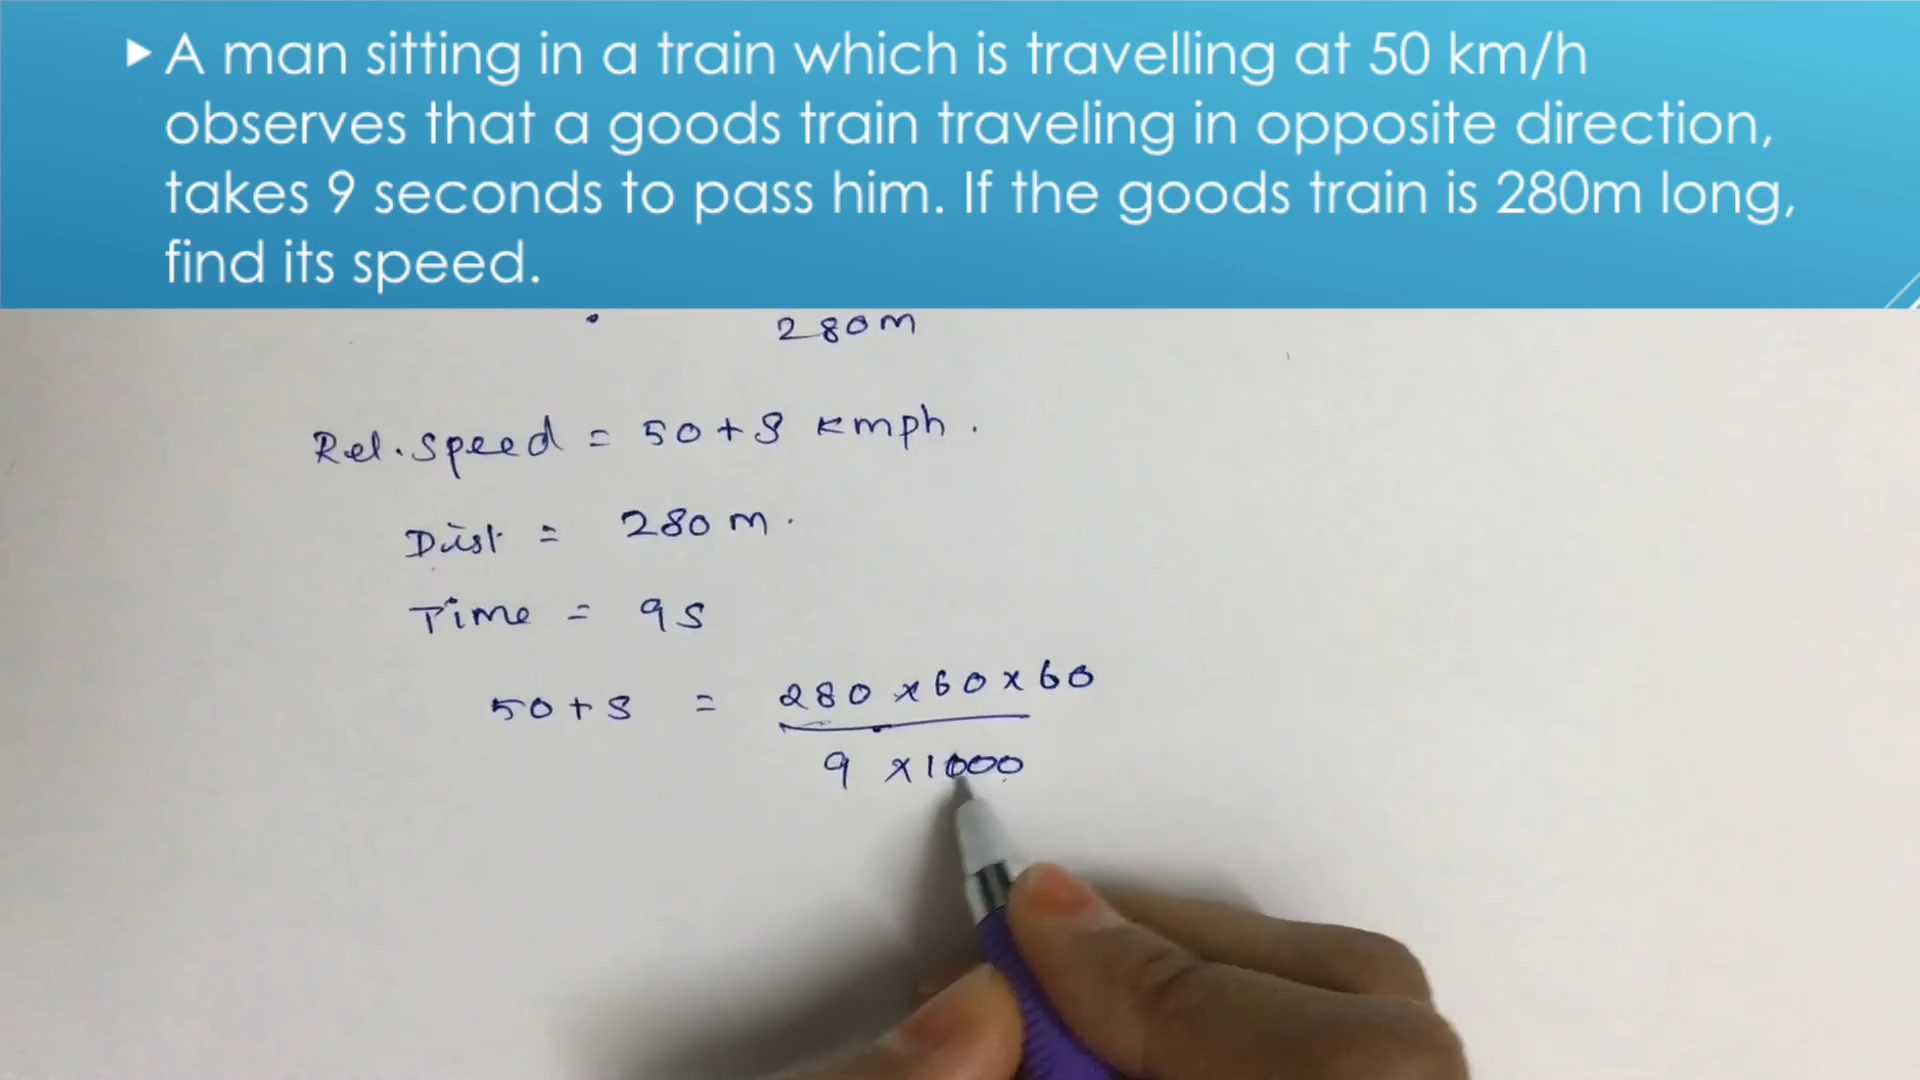 A man sitting in a train which is travelling at 50 km/h
observes that a goods train traveling in opposite direction,
takes 9 seconds to pass him. If the goods train is 280m long,
find its speed.
280m
Rel. Speed = 50+S kmph.
Dist = 280 m.
Time = 9s
50+S = 280 x 60 x 60
9 x 1000